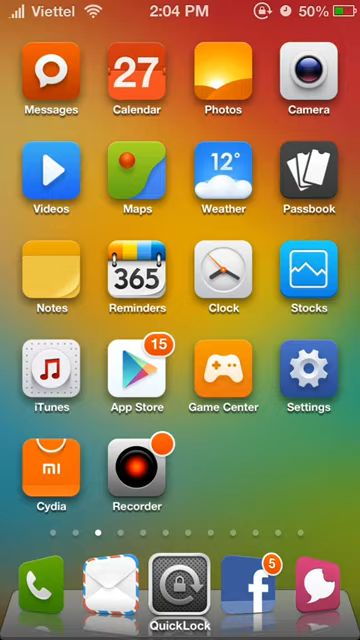 Viettel 2:04 PM 50%
27
Messages Calendar Photos Camera
12°
Videos Maps Weather Passbook
365
Notes Reminders Clock Stocks
15
iTunes App Store Game Center Settings
mi
Cydia Recorder
5
f
QuickLock